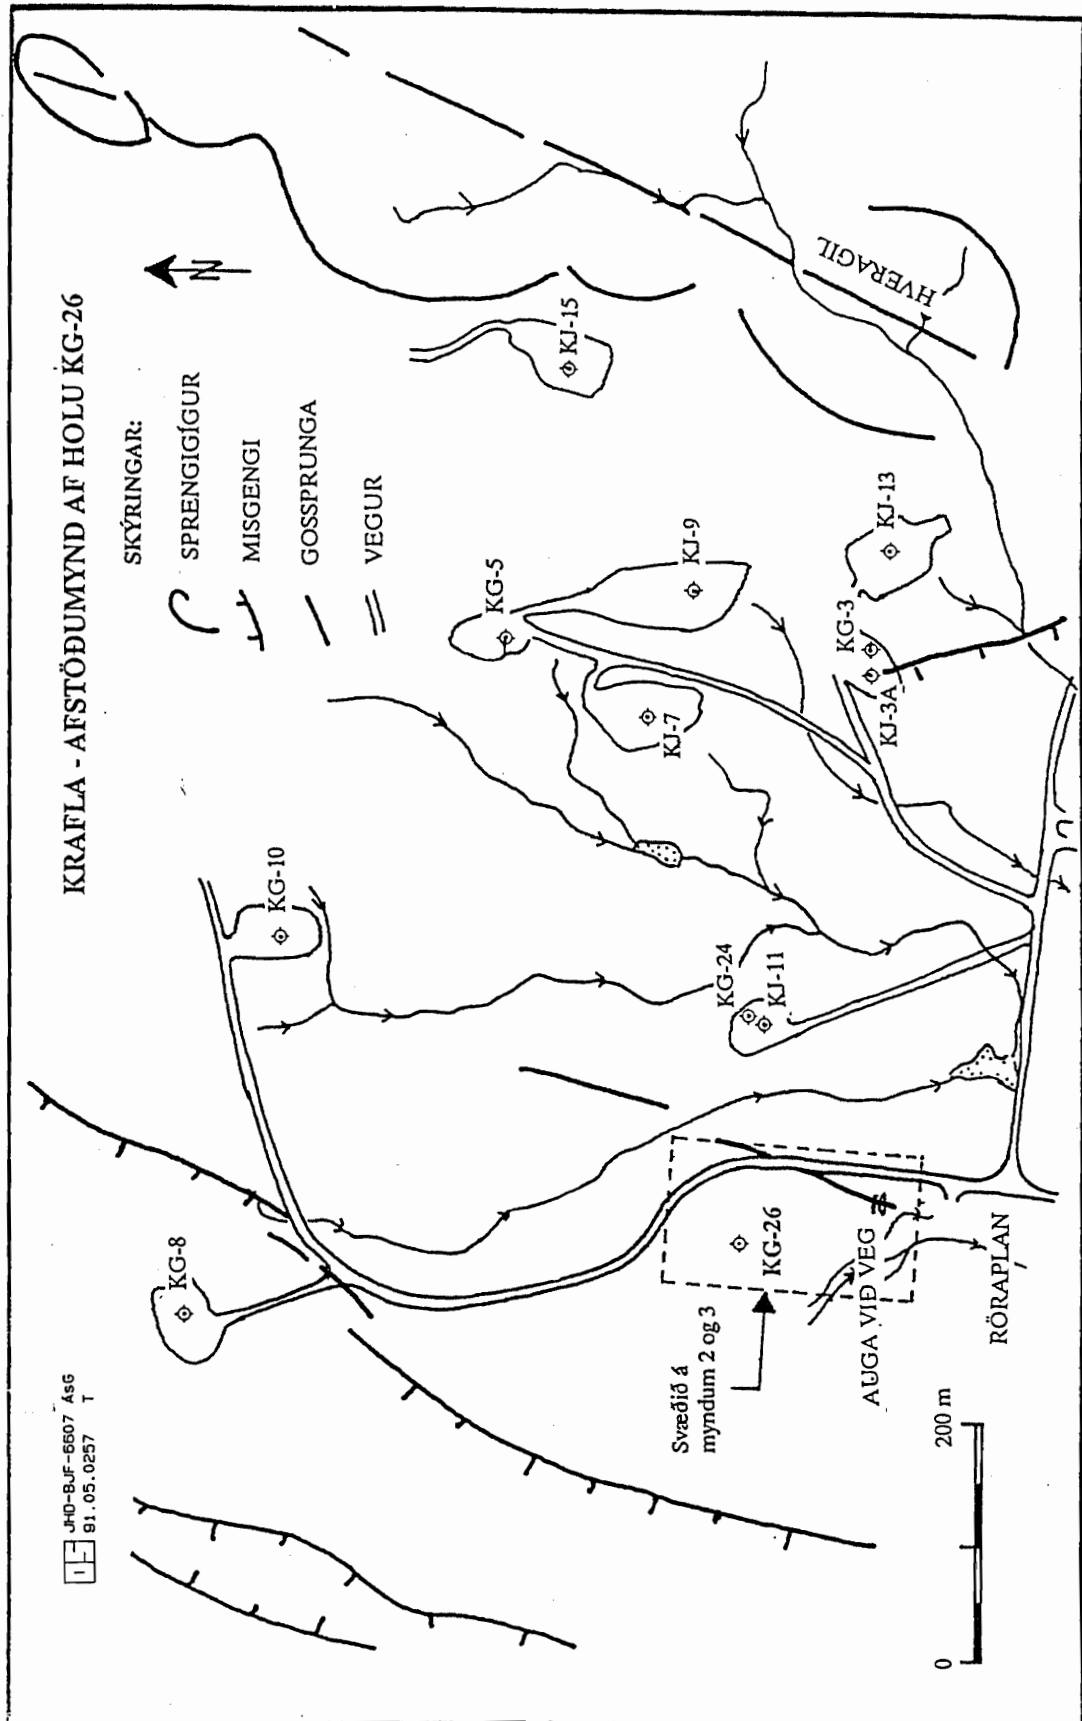 JHD-BJF-6607 ÁsG
91.05.0257 T
KRAFLA - AFSTÖÐUMYND AF HOLU KG-26
SKÝRINGAR:
SPRENGIGÍGUR
MISGENGI
GOSSPRUNGA
VEGUR
N
KG-8
KG-10
KG-5
KJ-15
KJ-9
KJ-7
KG-24
KJ-11
KG-3
KJ-3A
KJ-13
HVERAGIL
KG-26
Svæðið á
myndum 2 og 3
AUGA VIÐ VEG
RÖRAPLAN
0
200 m